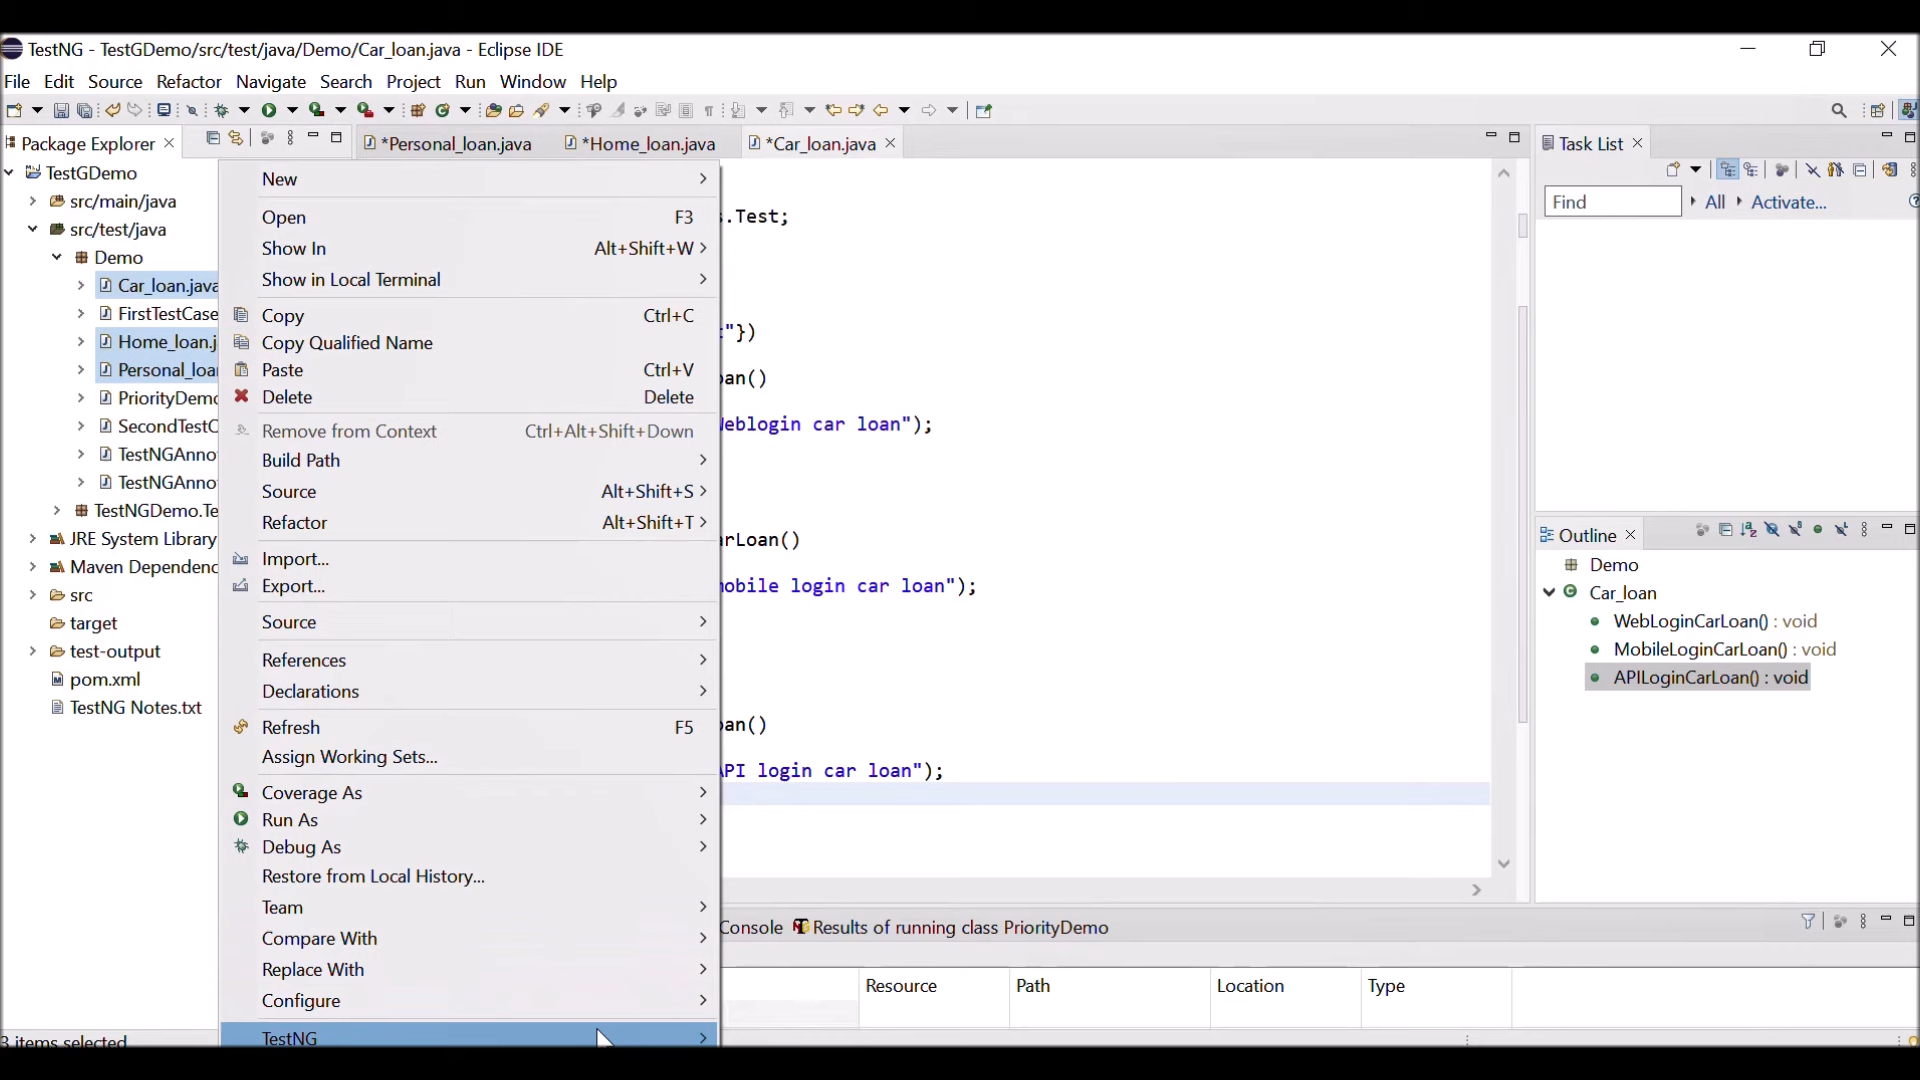 TestNG - TestGDemo/src/test/java/Demo/Car_loan.java - Eclipse IDE
File Edit Source Refactor Navigate Search Project Run Window Help
Package Explorer
*Personal_loan.java *Home_loan.java *Car_loan.java
TestGDemo
src/main/java
src/test/java
Demo
Car_loan.java
FirstTestCase
Home_loan.j
Personal_loa
PriorityDemo
SecondTestC
TestNGAnno
TestNGAnno
TestNGDemo.Te
JRE System Library
Maven Dependenc
src
target
test-output
pom.xml
TestNG Notes.txt
3 items selected
New
Open F3
Show In Alt+Shift+W
Show in Local Terminal
Copy Ctrl+C
Copy Qualified Name
Paste Ctrl+V
Delete Delete
Remove from Context Ctrl+Alt+Shift+Down
Build Path
Source Alt+Shift+S
Refactor Alt+Shift+T
Import...
Export...
Source
References
Declarations
Refresh F5
Assign Working Sets...
Coverage As
Run As
Debug As
Restore from Local History...
Team
Compare With
Replace With
Configure
TestNG
s.Test;
"})
an()
Weblogin car loan");
arLoan()
mobile login car loan");
oan()
API login car loan");
Console Results of running class PriorityDemo
Resource Path Location Type
Task List
Find All Activate...
Outline
Demo
Car_loan
WebLoginCarLoan() : void
MobileLoginCarLoan() : void
APILoginCarLoan() : void